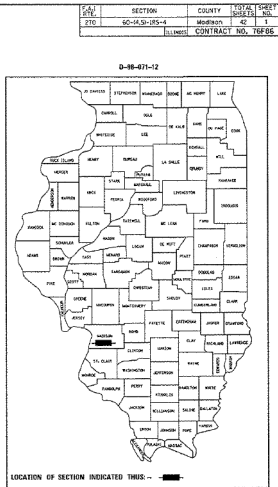 F.A.I. RTE. SECTION COUNTY TOTAL SHEETS SHEET NO.
270 60-(4,5)-IRS-4 Madison 42 1
ILLINOIS CONTRACT NO. 76F86
D-98-071-12
JO DAVIESS STEPHENSON WINNEBAGO BOONE MC HENRY LAKE
CARROLL OGLE
DE KALB KANE COOK
WHITESIDE LEE DU PAGE
KENDALL
ROCK ISLAND HENRY BUREAU LA SALLE WILL
GRUNDY
MERCER PUTNAM
STARK KANKAKEE
MARSHALL
HENDERSON WARREN KNOX PEORIA WOODFORD LIVINGSTON
IROQUOIS
HANCOCK MC DONOUGH FULTON TAZEWELL MC LEAN FORD
SCHUYLER MASON LOGAN DE WITT CHAMPAIGN VERMILION
ADAMS BROWN CASS MENARD PIATT
MACON
MORGAN SANGAMON DOUGLAS EDGAR
PIKE SCOTT MOULTRIE
CHRISTIAN COLES
GREENE MACOUPIN SHELBY CUMBERLAND CLARK
MONTGOMERY
JERSEY
FAYETTE EFFINGHAM JASPER CRAWFORD
MADISON BOND
CLAY RICHLAND LAWRENCE
CLINTON MARION
ST. CLAIR WAYNE
WASHINGTON JEFFERSON
MONROE
RANDOLPH PERRY HAMILTON WHITE
FRANKLIN
JACKSON WILLIAMSON SALINE GALLATIN
UNION JOHNSON POPE HARDIN
PULASKI MASSAC
LOCATION OF SECTION INDICATED THUS: -